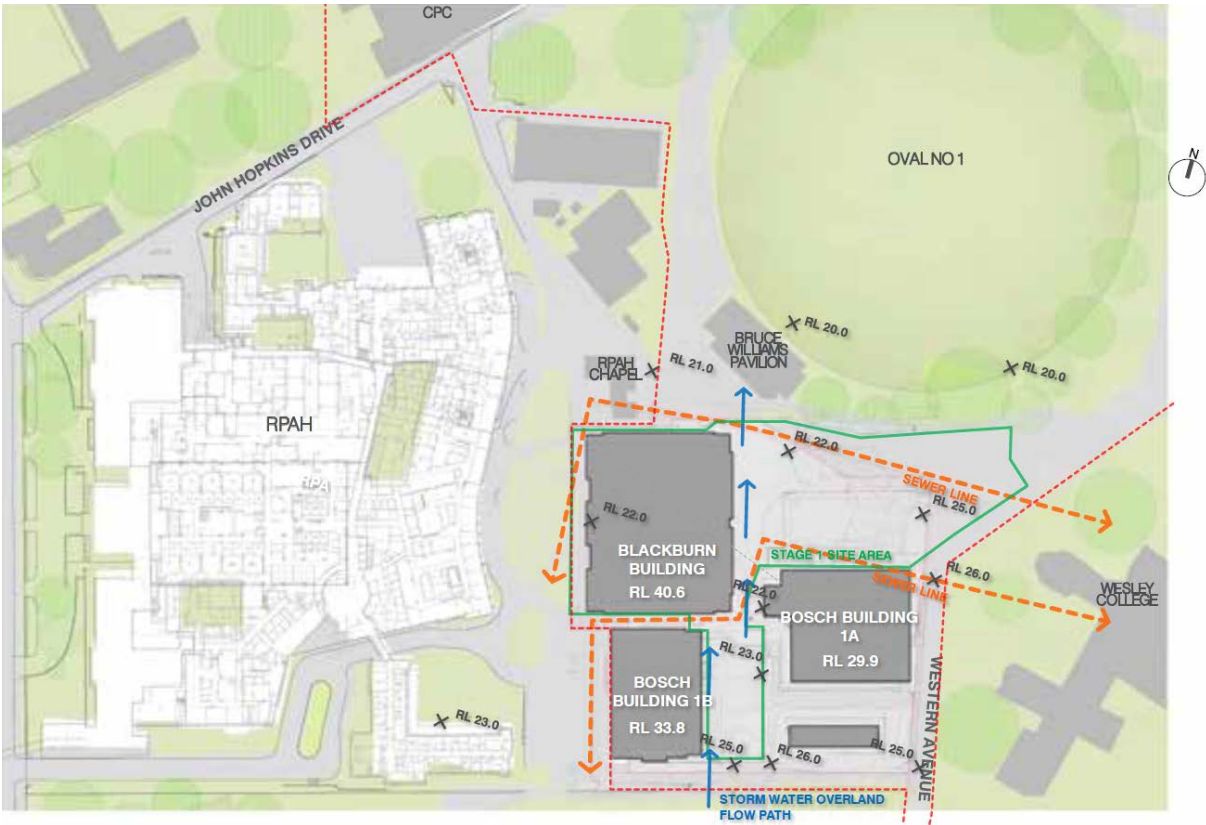 CPC
JOHN HOPKINS DRIVE
N
OVAL NO 1
RL 20.0
BRUCE
WILLIAMS
PAVILION
RPAH
CHAPEL
RL 21.0
RL 20.0
RPAH
RPA
RL 22.0
SEWER LINE
RL 25.0
RL 22.0
BLACKBURN
BUILDING
RL 40.6
STAGE 1 SITE AREA
SEWER LINE
RL 26.0
WESLEY
COLLEGE
RL 22.0
BOSCH BUILDING
1A
RL 29.9
RL 23.0
BOSCH
BUILDING 1B
RL 33.8
WESTERN AVENUE
RL 23.0
RL 25.0
RL 26.0
RL 25.0
STORM WATER OVERLAND
FLOW PATH